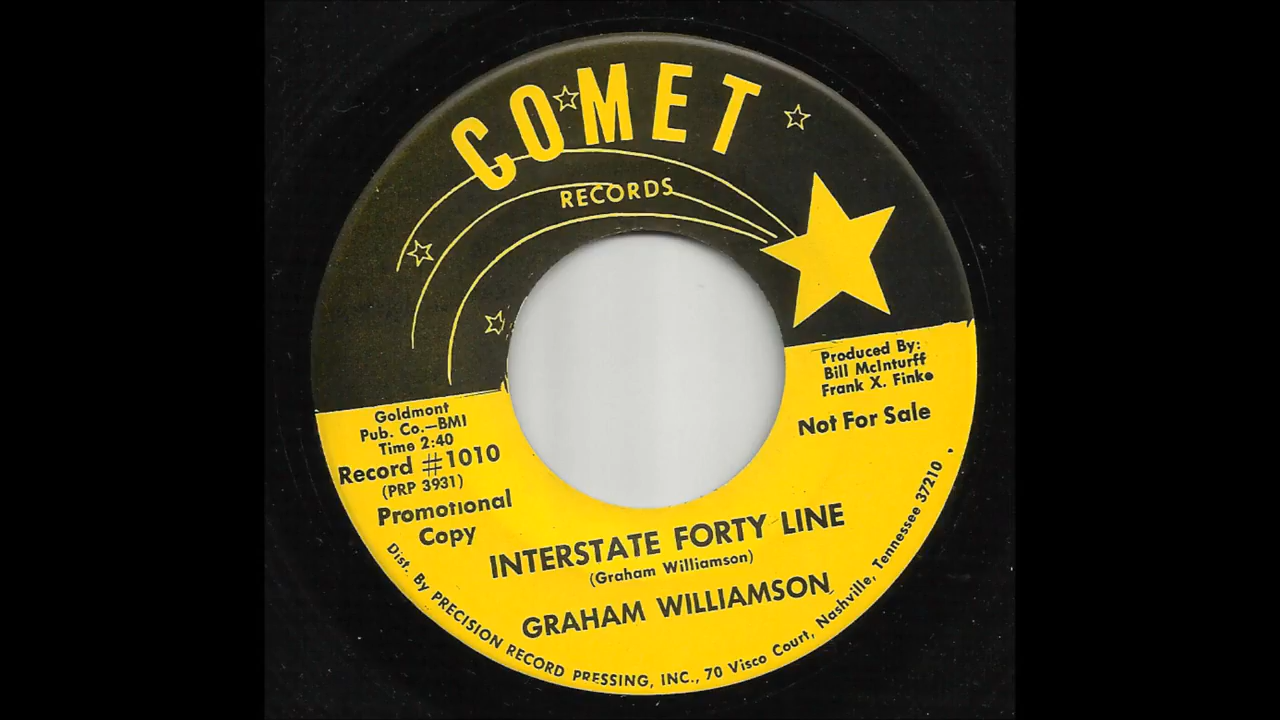 COMET
RECORDS
Produced By:
Bill McInturff
Frank X. Finke
Not For Sale
Goldmont
Pub. Co.—BMI
Time 2:40
Record #1010
(PRP 3931)
Promotional
Copy
INTERSTATE FORTY LINE
(Graham Williamson)
GRAHAM WILLIAMSON
Dist. By PRECISION RECORD PRESSING, INC., 70 Visco Court, Nashville, Tennessee 37210